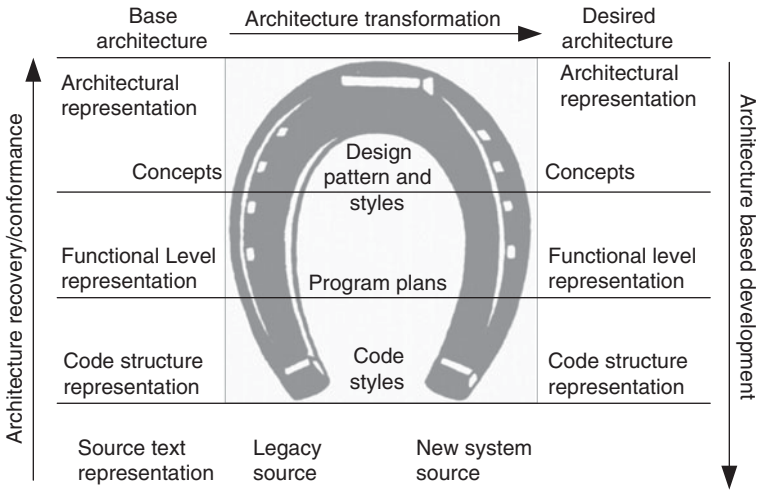 Base
architecture
Architecture transformation
Desired
architecture
Architecture recovery/conformance
Architectural
representation
Architectural
representation
Architecture based development
Concepts
Design
pattern and
styles
Concepts
Functional Level
representation
Program plans
Functional level
representation
Code structure
representation
Code
styles
Code structure
representation
Source text
representation
Legacy
source
New system
source